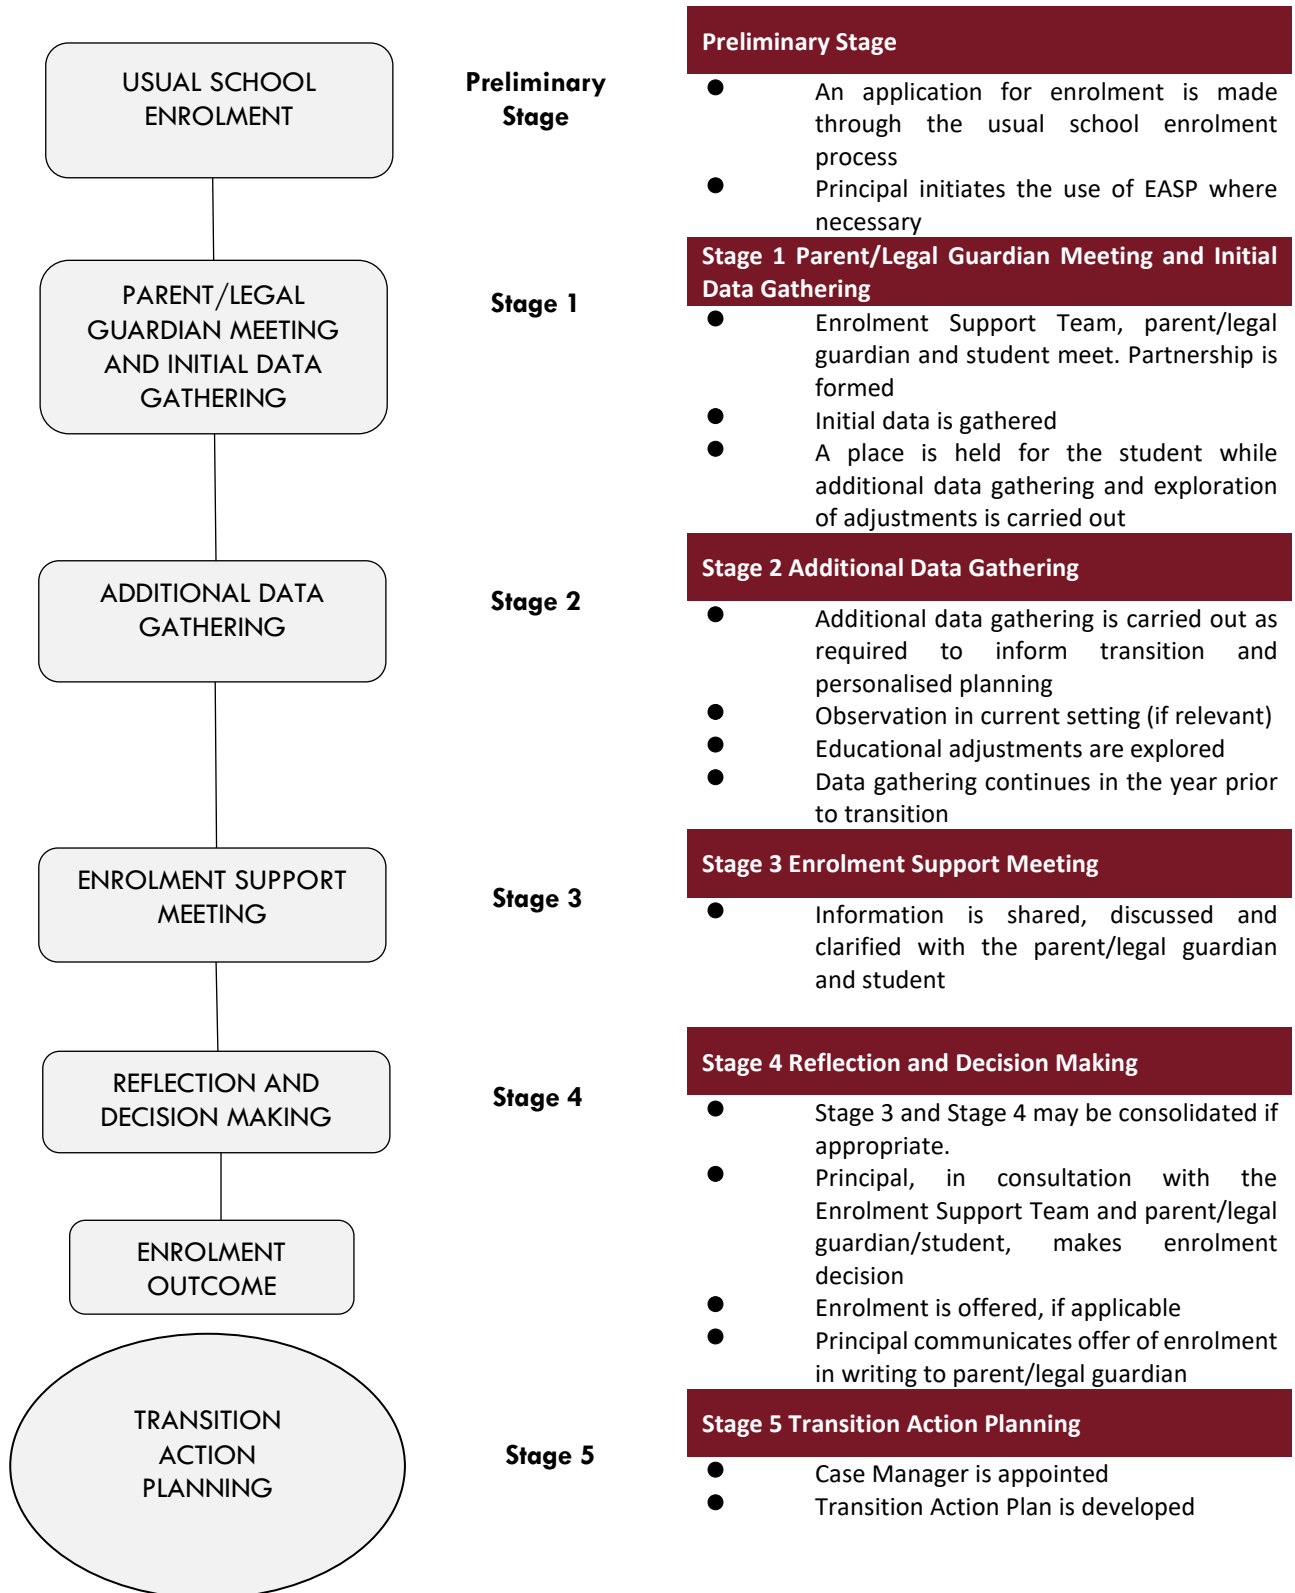 USUAL SCHOOL
ENROLMENT
Preliminary
Stage
Preliminary Stage
● An application for enrolment is made
through the usual school enrolment
process
● Principal initiates the use of EASP where
necessary
PARENT/LEGAL
GUARDIAN MEETING
AND INITIAL DATA
GATHERING
Stage 1
Stage 1 Parent/Legal Guardian Meeting and Initial
Data Gathering
● Enrolment Support Team, parent/legal
guardian and student meet. Partnership is
formed
● Initial data is gathered
● A place is held for the student while
additional data gathering and exploration
of adjustments is carried out
ADDITIONAL DATA
GATHERING
Stage 2
Stage 2 Additional Data Gathering
● Additional data gathering is carried out as
required to inform transition and
personalised planning
● Observation in current setting (if relevant)
● Educational adjustments are explored
● Data gathering continues in the year prior
to transition
ENROLMENT SUPPORT
MEETING
Stage 3
Stage 3 Enrolment Support Meeting
● Information is shared, discussed and
clarified with the parent/legal guardian
and student
REFLECTION AND
DECISION MAKING
Stage 4
Stage 4 Reflection and Decision Making
● Stage 3 and Stage 4 may be consolidated if
appropriate.
● Principal, in consultation with the
Enrolment Support Team and parent/legal
guardian/student, makes enrolment
decision
● Enrolment is offered, if applicable
● Principal communicates offer of enrolment
in writing to parent/legal guardian
ENROLMENT
OUTCOME
TRANSITION
ACTION
PLANNING
Stage 5
Stage 5 Transition Action Planning
● Case Manager is appointed
● Transition Action Plan is developed